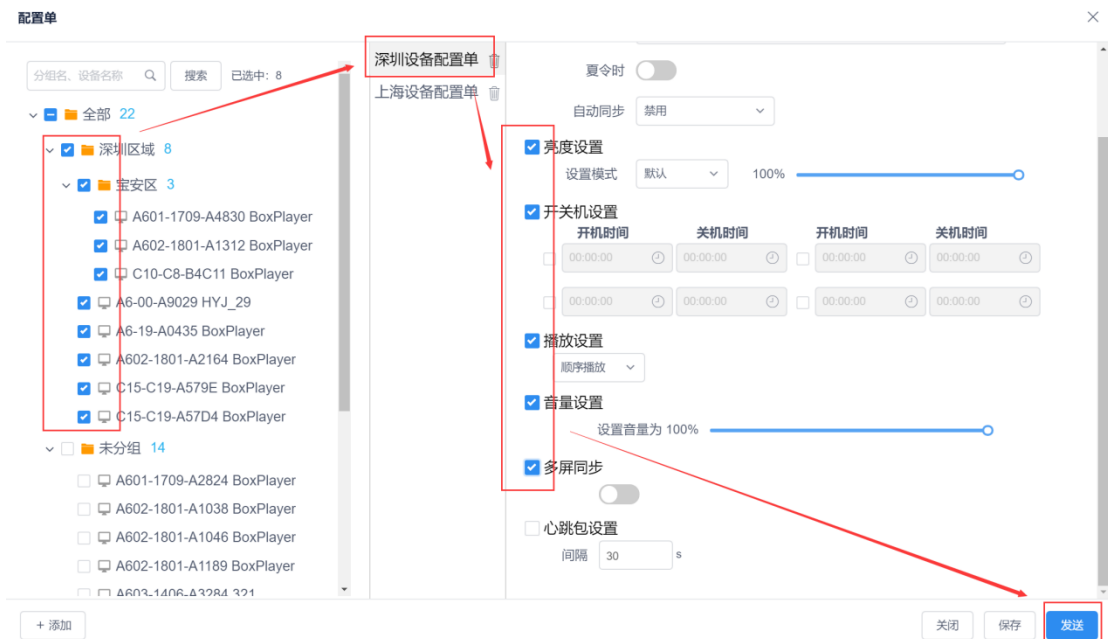 配置单
分组名、设备名称
搜索
已选中：8
全部 22
深圳区域 8
宝安区 3
A601-1709-A4830 BoxPlayer
A602-1801-A1312 BoxPlayer
C10-C8-B4C11 BoxPlayer
A6-00-A9029 HYJ_29
A6-19-A0435 BoxPlayer
A602-1801-A2164 BoxPlayer
C15-C19-A579E BoxPlayer
C15-C19-A57D4 BoxPlayer
未分组 14
A601-1709-A2824 BoxPlayer
A602-1801-A1038 BoxPlayer
A602-1801-A1046 BoxPlayer
A602-1801-A1189 BoxPlayer
A603-1406-A3284 321
+ 添加
深圳设备配置单
上海设备配置单
夏令时
自动同步 禁用
亮度设置
设置模式 默认 100%
开关机设置
开机时间 关机时间 开机时间 关机时间
00:00:00 00:00:00 00:00:00 00:00:00
00:00:00 00:00:00 00:00:00 00:00:00
播放设置
顺序播放
音量设置
设置音量为 100%
多屏同步
心跳包设置
间隔 30 s
关闭 保存 发送